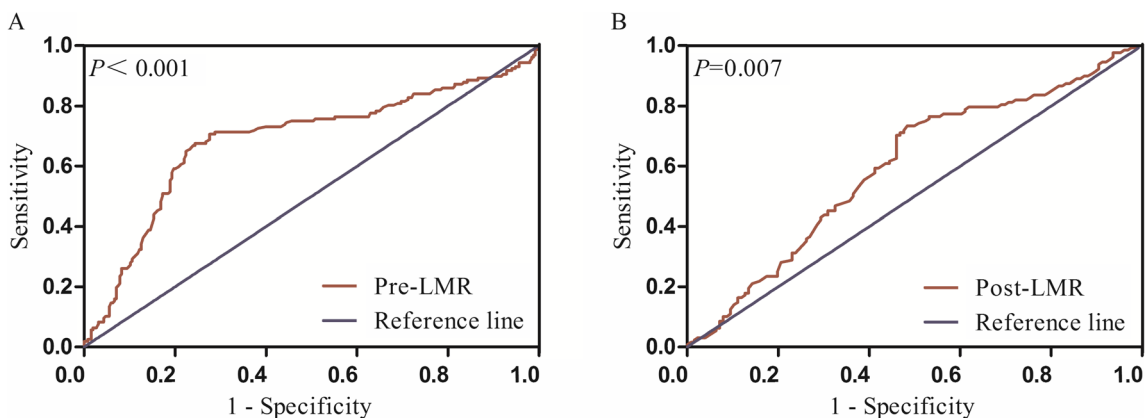 A
P< 0.001
1.0
0.8
0.6
0.4
0.2
0.0
Sensitivity
Pre-LMR
Reference line
0.0 0.2 0.4 0.6 0.8 1.0
1 - Specificity
B
P=0.007
1.0
0.8
0.6
0.4
0.2
0.0
Sensitivity
Post-LMR
Reference line
0.0 0.2 0.4 0.6 0.8 1.0
1 - Specificity